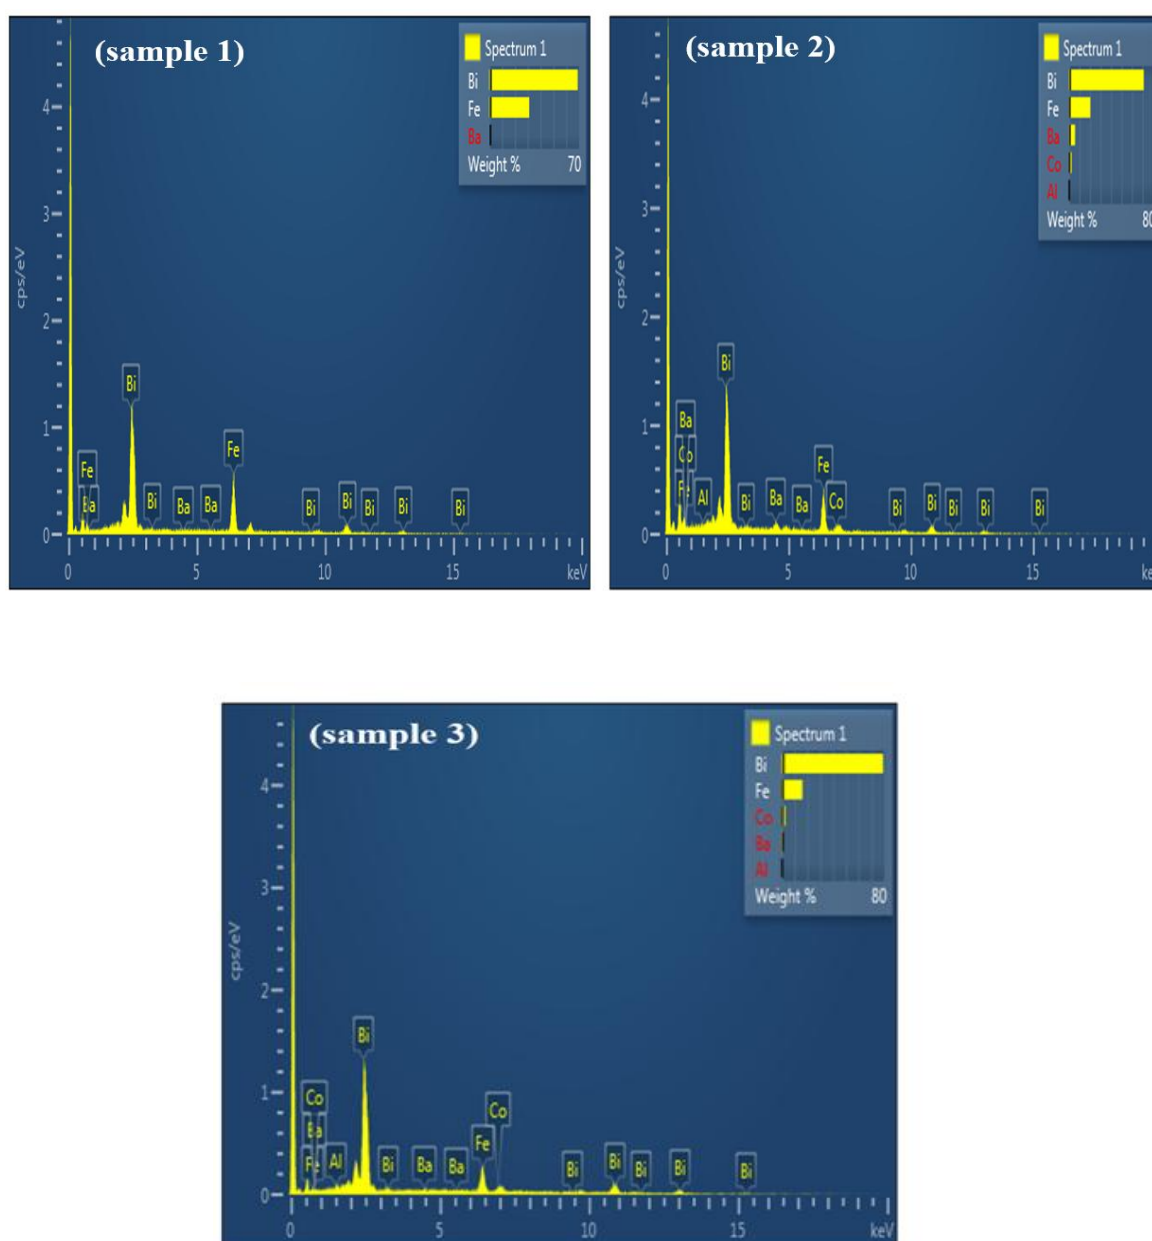 (sample 1)
Spectrum 1
Bi
Fe
Ba
Weight % 70
cps/eV
4
3
2
1
0
Bi
Fe
Fe
Ba
Bi
Ba
Ba
Bi
Bi
Bi
Bi
Bi
0 5 10 15 keV
(sample 2)
Spectrum 1
Bi
Fe
Ba
Co
Al
Weight % 80
cps/eV
4
3
2
1
0
Bi
Ba
Co
Fe
Al
Bi
Ba
Ba
Fe
Co
Bi
Bi
Bi
Bi
Bi
0 5 10 15 ke
(sample 3)
Spectrum 1
Bi
Fe
Co
Ba
Al
Weight % 80
cps/eV
4
3
2
1
0
Bi
Co
Co
Ba
Fe
Fe
Al
Bi
Ba
Ba
Bi
Bi
Bi
Bi
Bi
0 5 10 15 keV